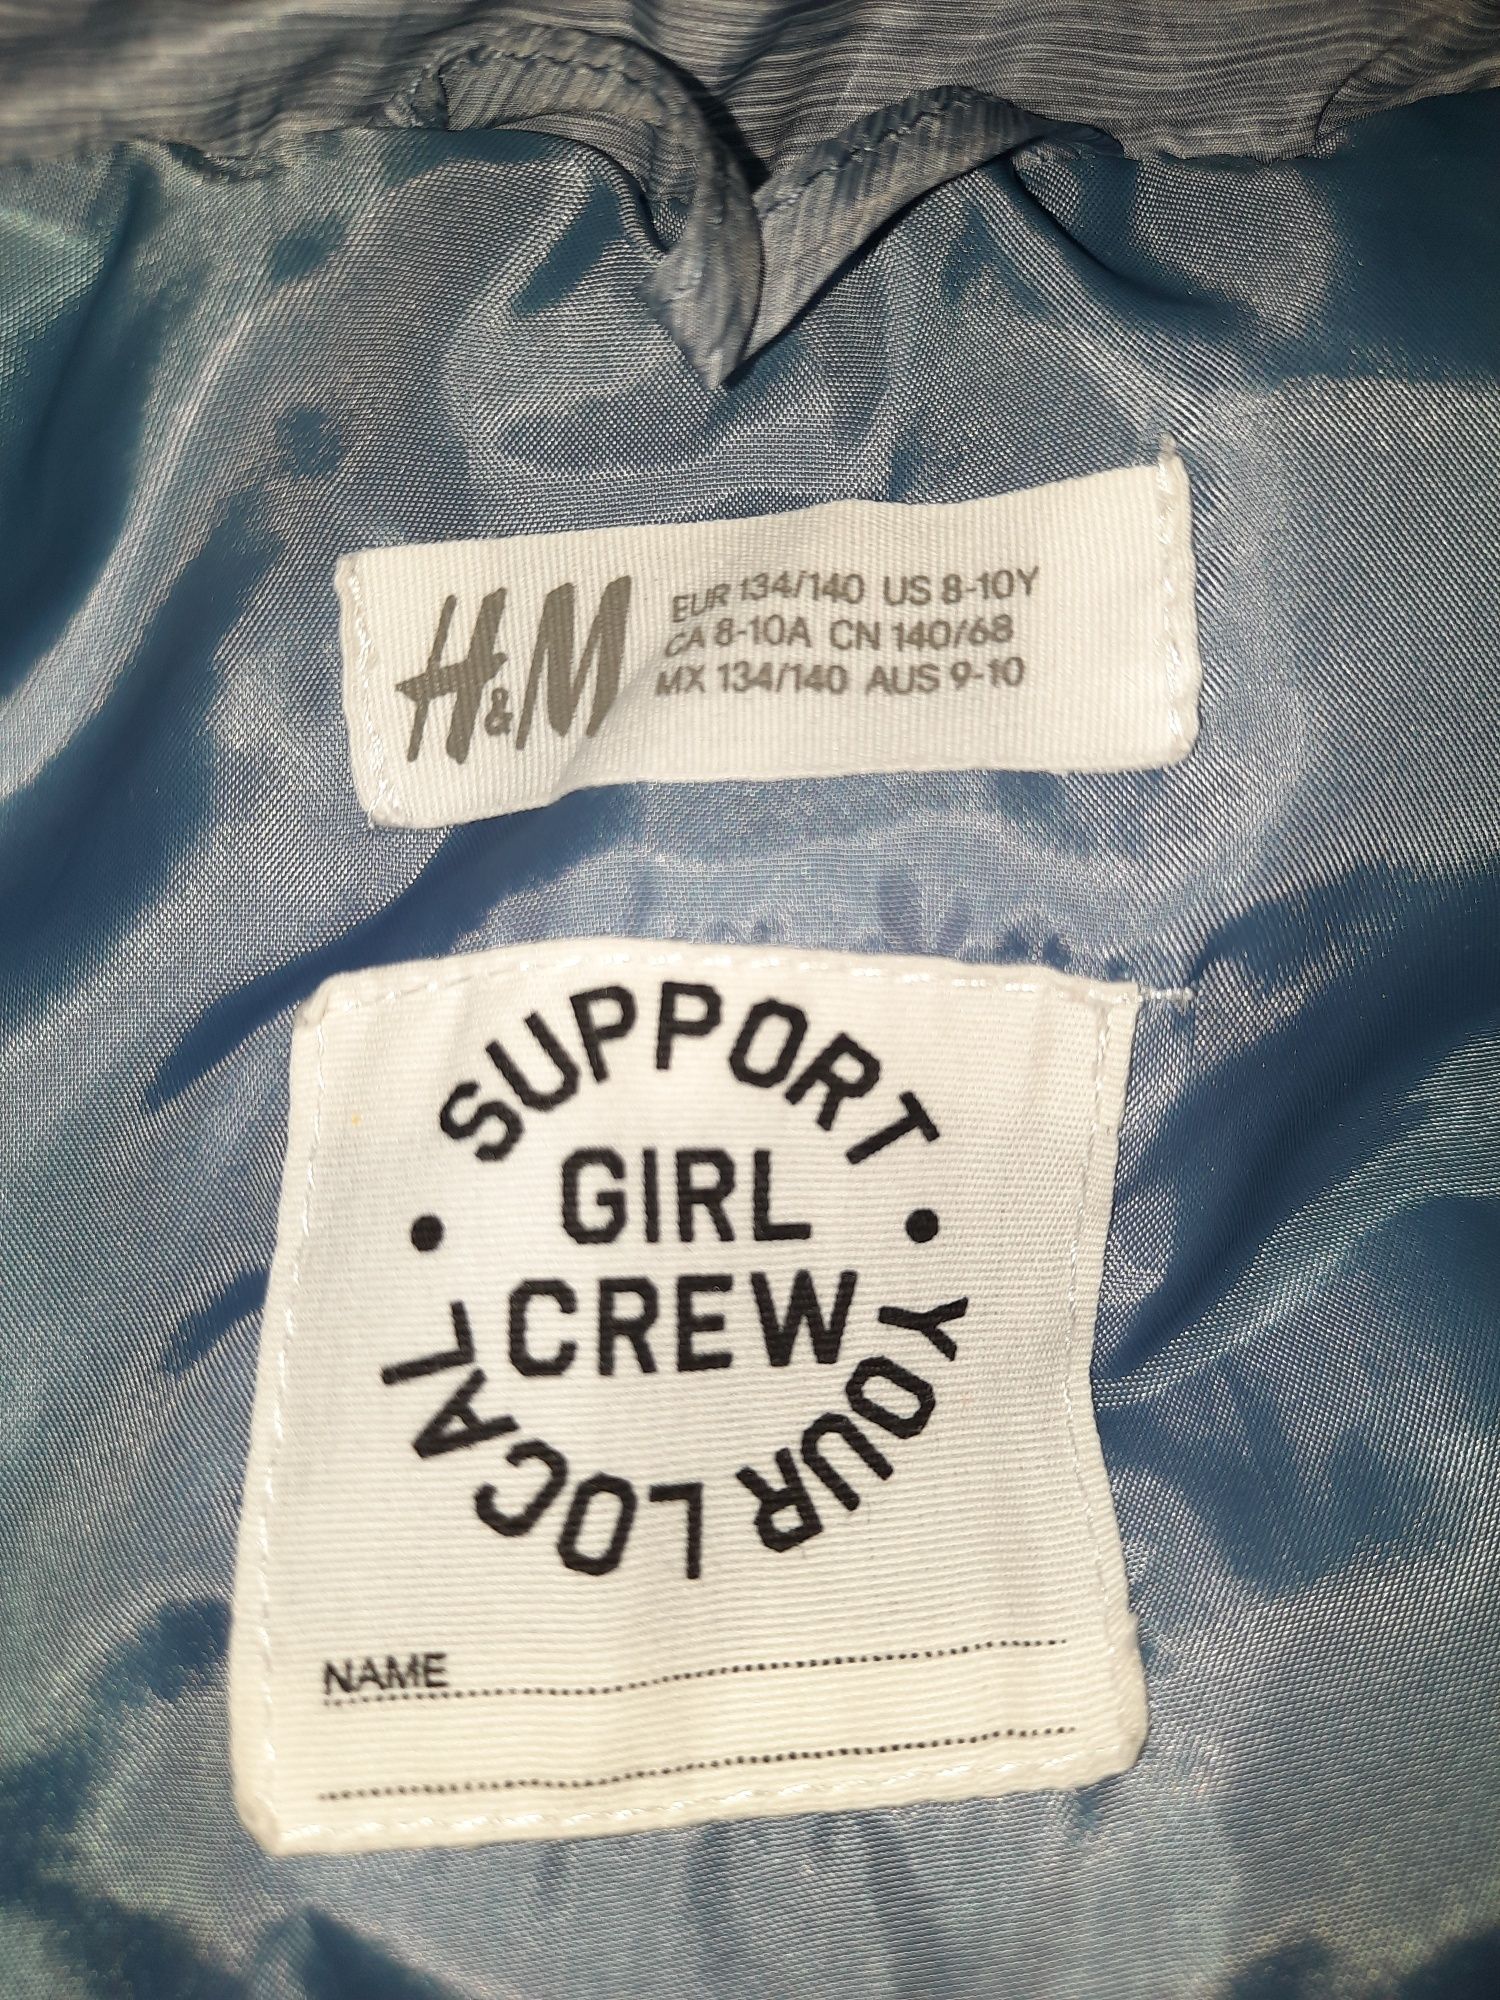 H&M
EUR 134/140 US 8-10Y
CA 8-10A CN 140/68
MX 134/140 AUS 9-10
SUPPORT • YOUR LOCAL •
GIRL
CREW
NAME